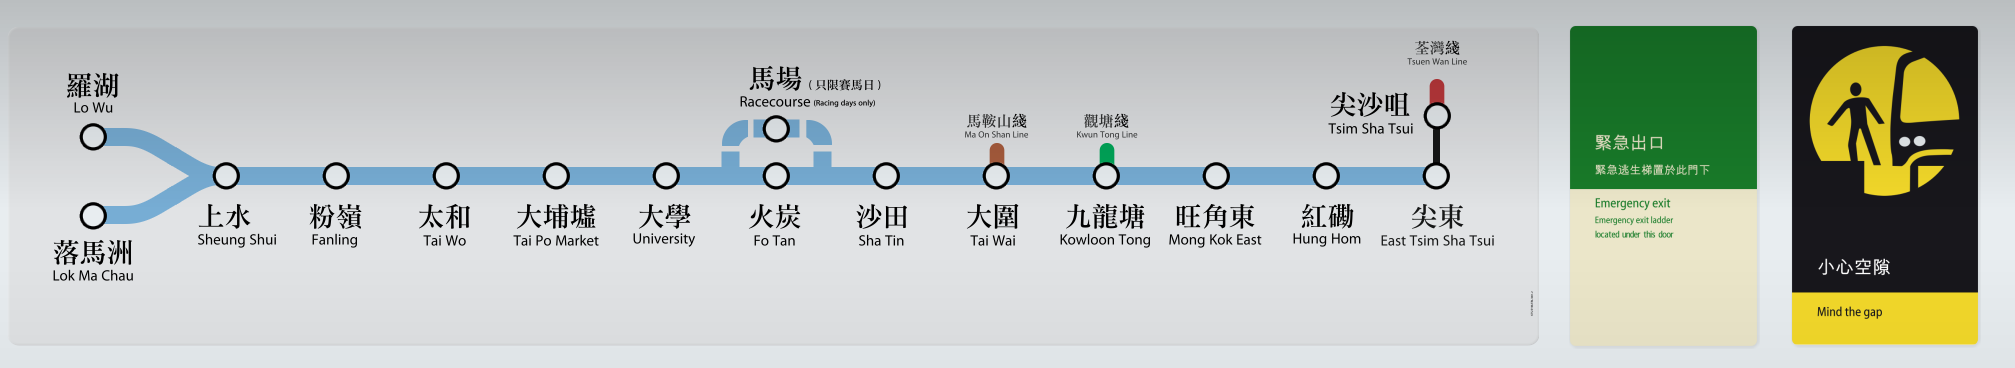 羅湖
Lo Wu
落馬洲
Lok Ma Chau
上水
Sheung Shui
粉嶺
Fanling
太和
Tai Wo
大埔墟
Tai Po Market
大學
University
馬場 (只限賽馬日)
Racecourse (Racing days only)
火炭
Fo Tan
沙田
Sha Tin
馬鞍山綫
Ma On Shan Line
大圍
Tai Wai
觀塘綫
Kwun Tong Line
九龍塘
Kowloon Tong
旺角東
Mong Kok East
紅磡
Hung Hom
荃灣綫
Tsuen Wan Line
尖沙咀
Tsim Sha Tsui
尖東
East Tsim Sha Tsui
緊急出口
緊急逃生梯置於此門下
Emergency exit
Emergency exit ladder
located under this door
小心空隙
Mind the gap